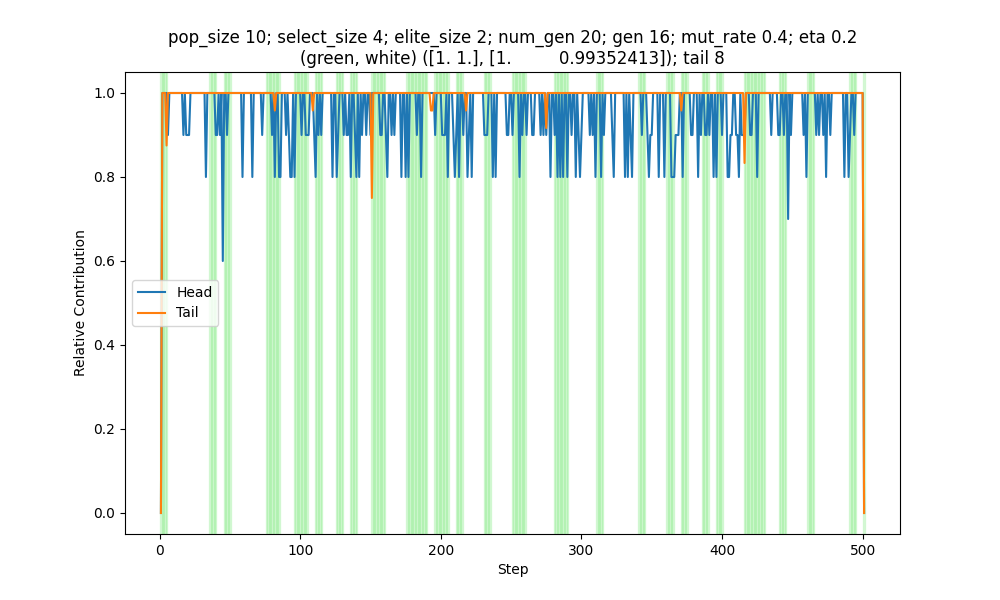 pop_size 10; select_size 4; elite_size 2; num_gen 20; gen 16; mut_rate 0.4; eta 0.2
(green, white) ([1. 1.], [1.         0.99352413]); tail 8
1.0
0.8
0.6
0.4
0.2
0.0
Relative Contribution
Head
Tail
0
100
200
300
400
500
Step